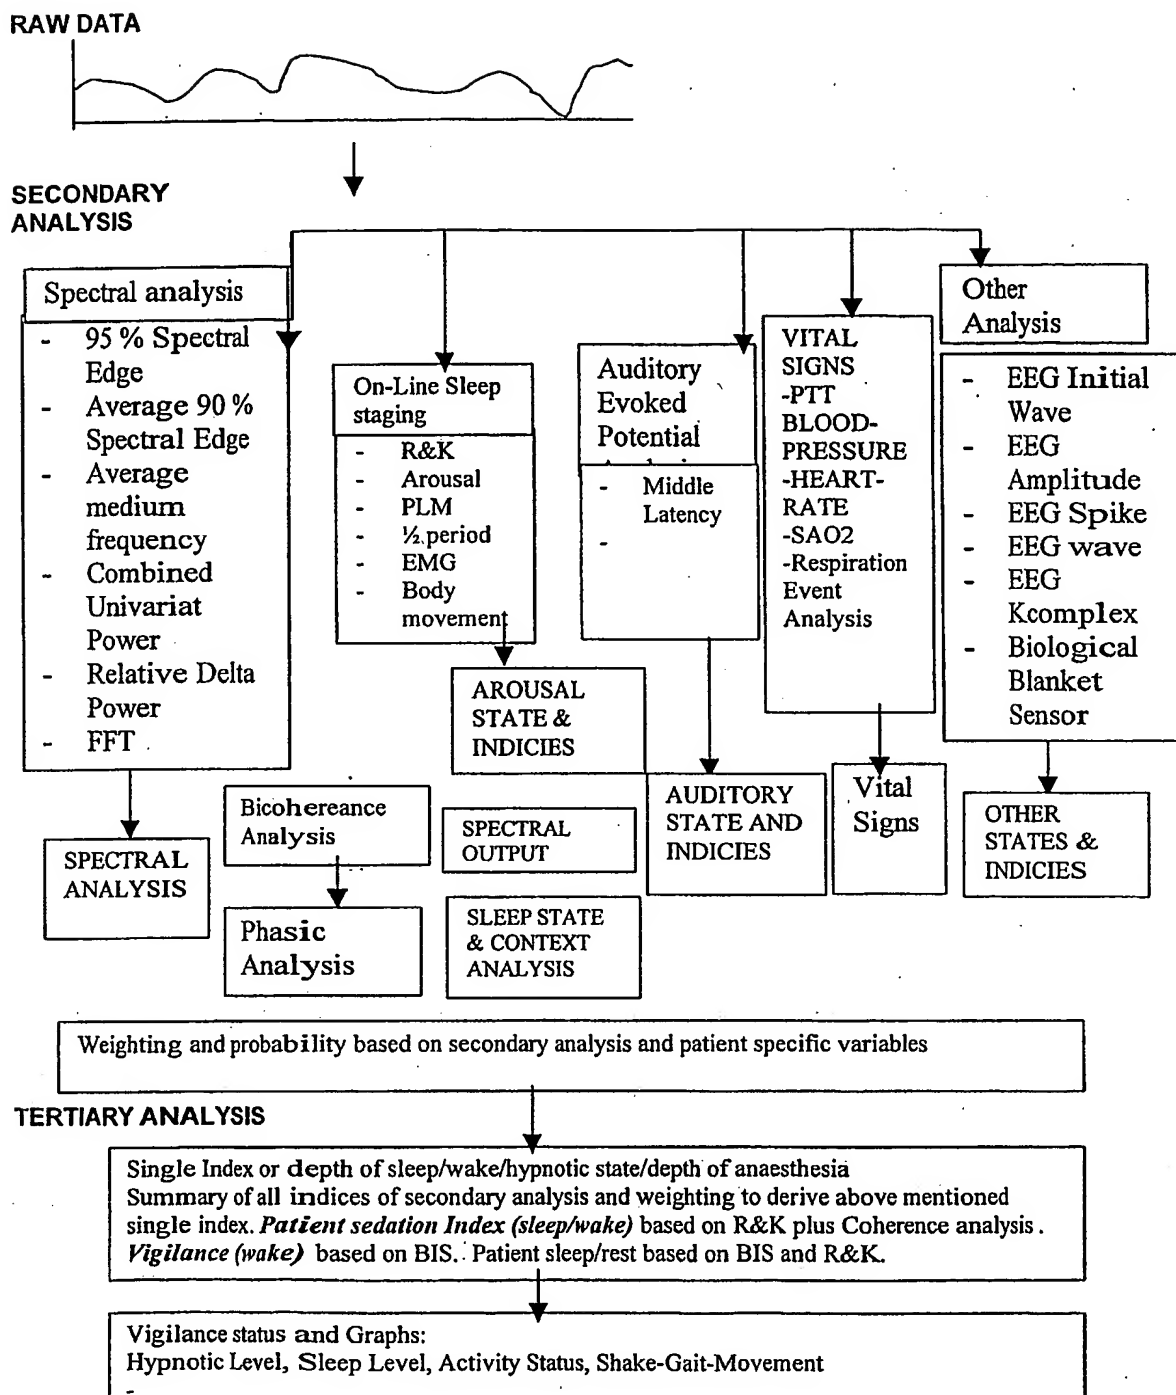 RAW DATA
SECONDARY
ANALYSIS
Spectral analysis
- 95 % Spectral
Edge
- Average 90 %
Spectral Edge
- Average
medium
frequency
- Combined
Univariat
Power
- Relative Delta
Power
- FFT
On-Line Sleep
staging
- R&K
- Arousal
- PLM
- ½ period
- EMG
- Body
movement
Auditory
Evoked
Potential
- Middle
Latency
-
VITAL
SIGNS
-PTT
BLOOD-
PRESSURE
-HEART-
RATE
-SAO2
-Respiration
Event
Analysis
Other
Analysis
- EEG Initial
Wave
- EEG
Amplitude
- EEG Spike
- EEG wave
- EEG
Kcomplex
- Biological
Blanket
Sensor
SPECTRAL
ANALYSIS
Bicohereance
Analysis
Phasic
Analysis
AROUSAL
STATE &
INDICIES
SPECTRAL
OUTPUT
SLEEP STATE
& CONTEXT
ANALYSIS
AUDITORY
STATE AND
INDICIES
Vital
Signs
OTHER
STATES &
INDICIES
Weighting and probability based on secondary analysis and patient specific variables
TERTIARY ANALYSIS
Single Index or depth of sleep/wake/hypnotic state/depth of anaesthesia
Summary of all indices of secondary analysis and weighting to derive above mentioned
single index. Patient sedation Index (sleep/wake) based on R&K plus Coherence analysis.
Vigilance (wake) based on BIS. Patient sleep/rest based on BIS and R&K.
Vigilance status and Graphs:
Hypnotic Level, Sleep Level, Activity Status, Shake-Gait-Movement
-